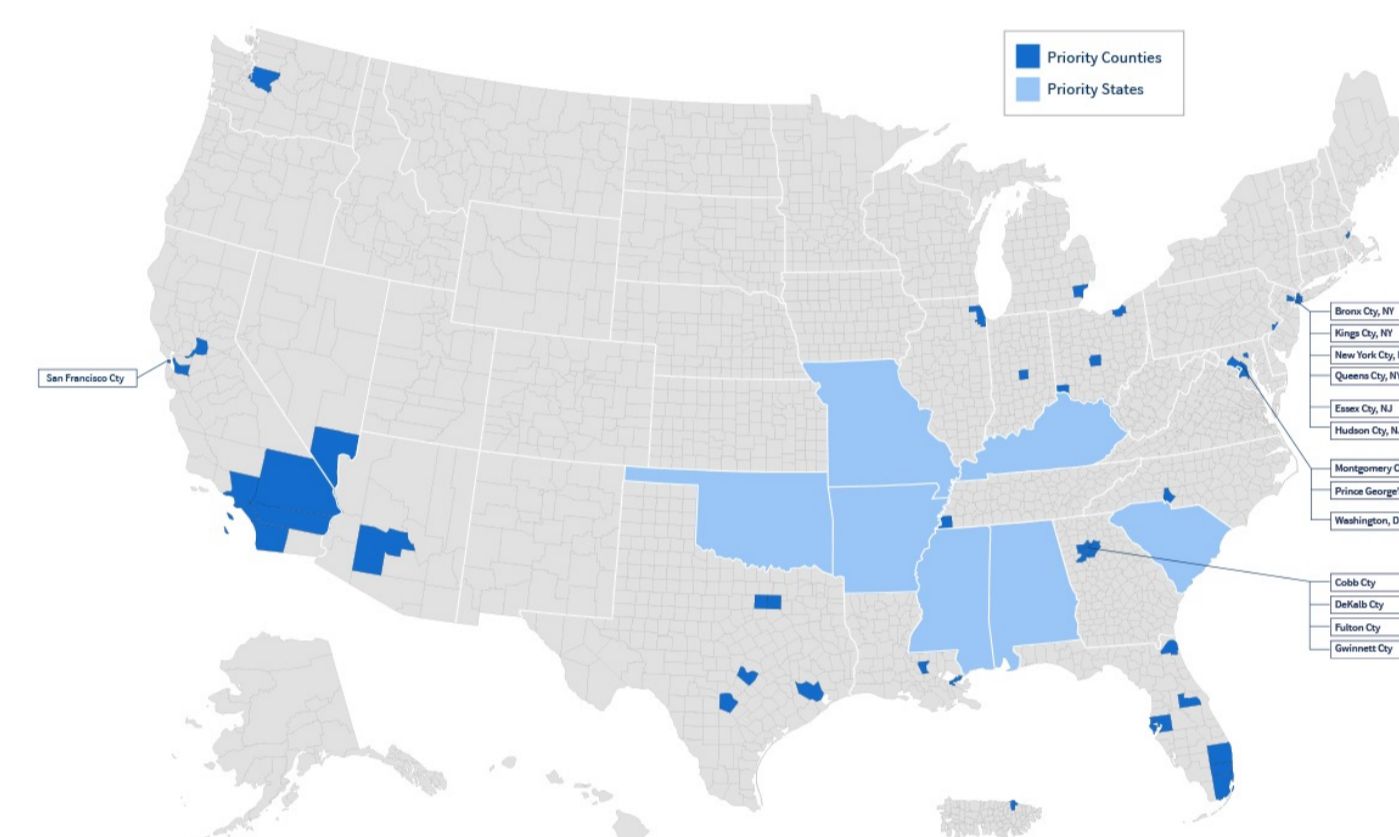 Priority Counties
Priority States
San Francisco Cty
Bronx Cty, NY
Kings Cty, NY
New York Cty,
Queens Cty, NY
Essex Cty, NJ
Hudson Cty,
Montgomery
Prince George'
Washington,
Cobb Cty
DeKalb Cty
Fulton Cty
Gwinnett Cty